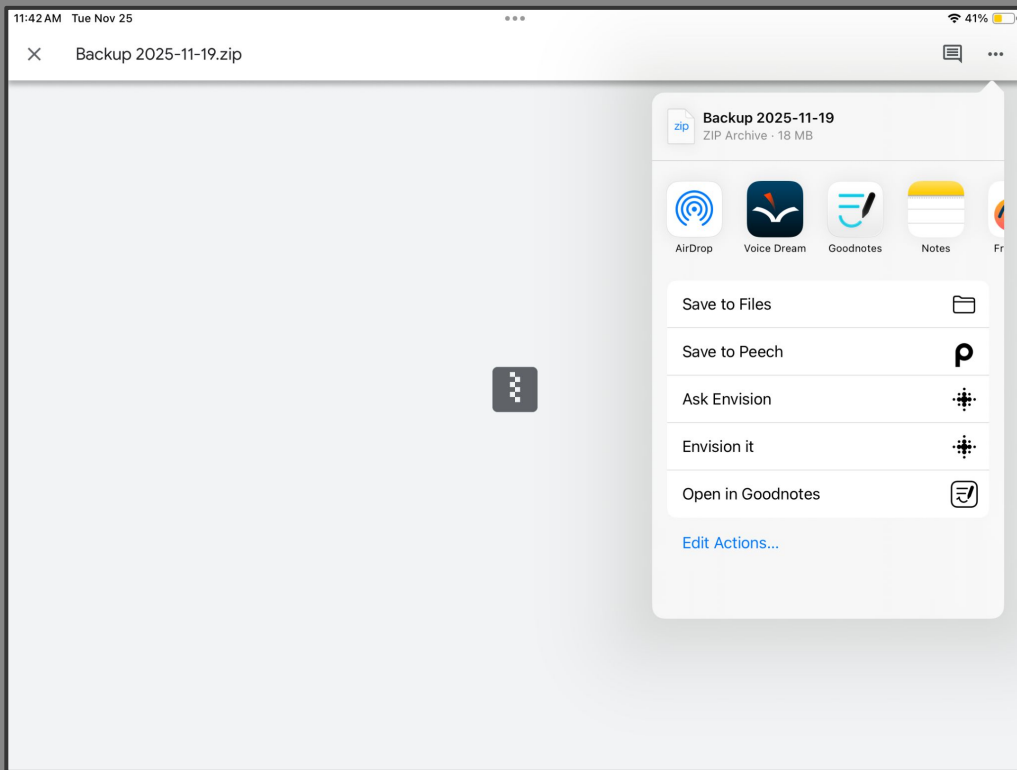 11:42 AM Tue Nov 25
41%
Backup 2025-11-19.zip
zip
Backup 2025-11-19
ZIP Archive · 18 MB
AirDrop Voice Dream Goodnotes Notes Fr
Save to Files
Save to Peech
Ask Envision
Envision it
Open in Goodnotes
Edit Actions...